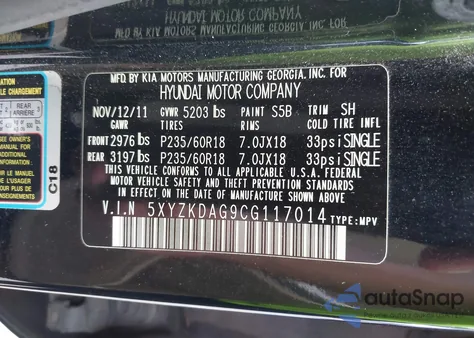 MFD.BY KIA MOTORS MANUFACTURING GEORGIA. INC.FOR
HYUNDAI MOTOR COMPANY
NOV/12/11 GVWR 5203 lbs PAINT S5B TRIM SH
GAWR TIRES RIMS COLD TIRE INFL
FRONT 2976 lbs P235/60R18 7.0JX18 33psi SINGLE
REAR 3197 lbs P235/60R18 7.0JX18 33psi SINGLE
THIS VEHICLE CONFORMS TO ALL APPLICABLE U.S.A. FEDERAL
MOTOR VEHICLE SAFETY STANDARDS IN EFFECT ON THE
DATE OF MANUFACTURE SHOWN ABOVE.
V.I.N 5XYZKDAG9CG117014 TYPE:MPV
CHARGEMENT
REAR
ARRIERE
C18
autoSnap